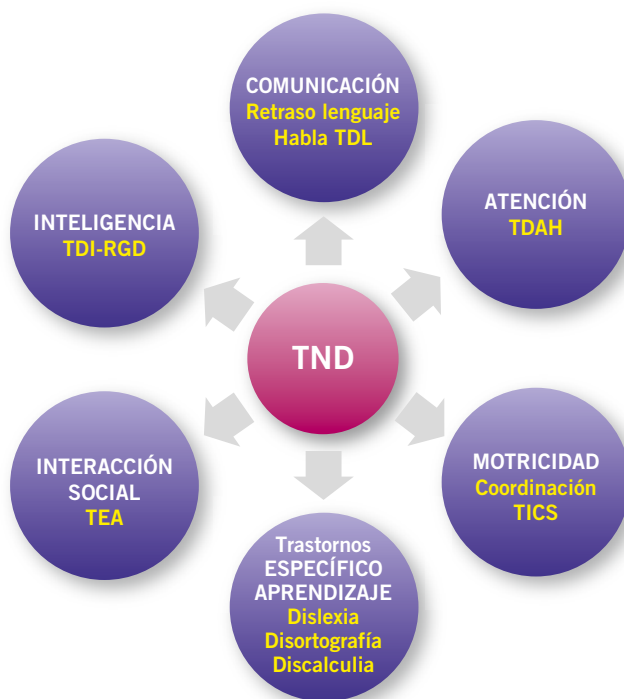 COMUNICACIÓN
Retraso lenguaje
Habla TDL
ATENCIÓN
TDAH
INTELIGENCIA
TDI-RGD
TND
INTERACCIÓN
SOCIAL
TEA
MOTRICIDAD
Coordinación
TICS
Trastornos
ESPECÍFICO
APRENDIZAJE
Dislexia
Disortografía
Discalculia